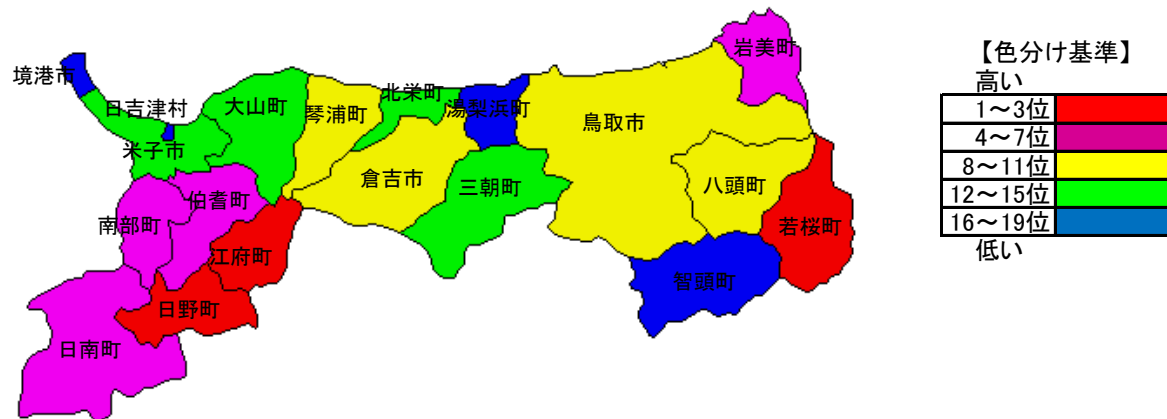 岩美町
境港市
日吉津村
大山町
北栄町
湯梨浜町
琴浦町
鳥取市
米子市
倉吉市
三朝町
八頭町
伯耆町
南部町
若桜町
江府町
智頭町
日野町
日南町
【色分け基準】
高い
1～3位
4～7位
8～11位
12～15位
16～19位
低い